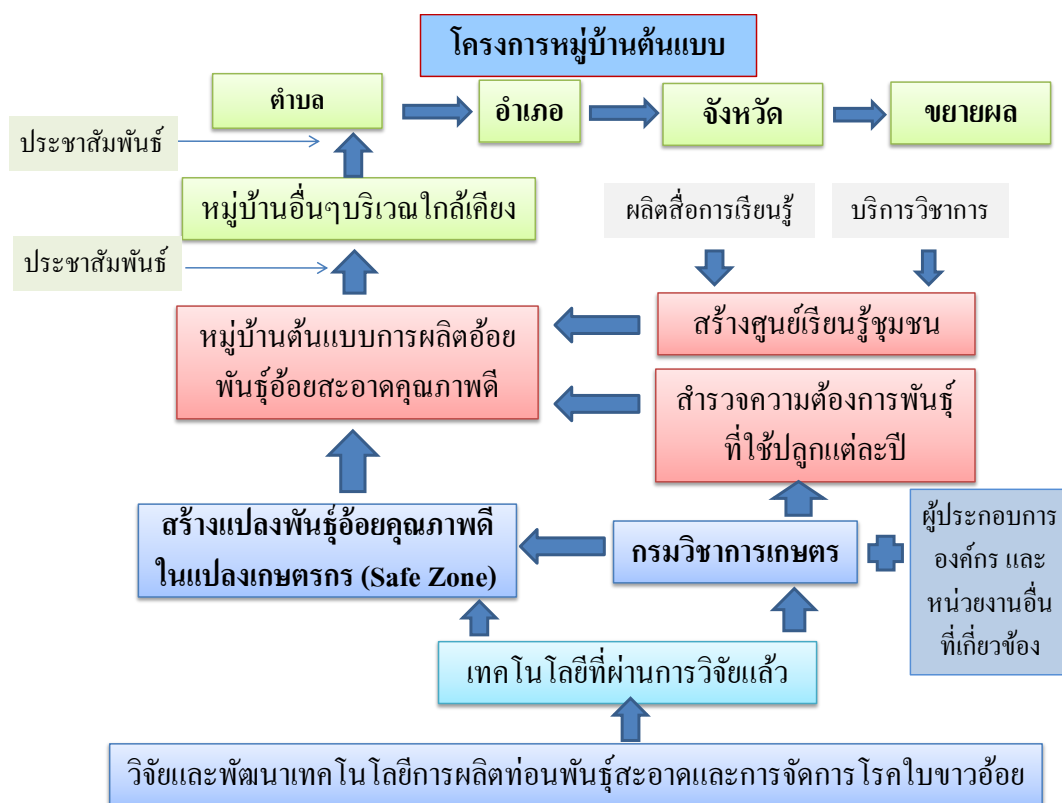 โครงการหมู่บ้านต้นแบบ
ตำบล
อำเภอ
จังหวัด
ขยายผล
ประชาสัมพันธ์
หมู่บ้านอื่นๆบริเวณใกล้เคียง
ผลิตสื่อการเรียนรู้
บริการวิชาการ
ประชาสัมพันธ์
หมู่บ้านต้นแบบการผลิตอ้อย
พันธุ์อ้อยสะอาดคุณภาพดี
สร้างศูนย์เรียนรู้ชุมชน
สำรวจความต้องการพันธุ์
ที่ใช้ปลูกแต่ละปี
สร้างแปลงพันธุ์อ้อยคุณภาพดี
ในแปลงเกษตรกร (Safe Zone)
กรมวิชาการเกษตร
ผู้ประกอบการ
องค์กร และ
หน่วยงานอื่น
ที่เกี่ยวข้อง
เทคโนโลยีที่ผ่านการวิจัยแล้ว
วิจัยและพัฒนาเทคโนโลยีการผลิตท่อนพันธุ์สะอาดและการจัดการโรคใบขาวอ้อย